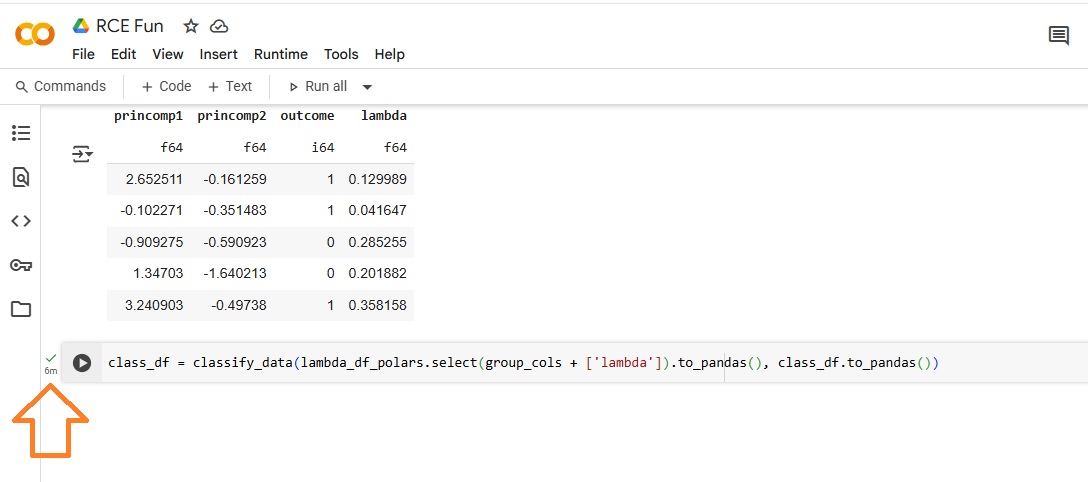 RCE Fun
File Edit View Insert Runtime Tools Help
Commands + Code + Text Run all
princomp1 princomp2 outcome lambda
f64 f64 i64 f64
2.652511 -0.161259 1 0.129989
-0.102271 -0.351483 1 0.041647
-0.909275 -0.590923 0 0.285255
1.34703 -1.640213 0 0.201882
3.240903 -0.49738 1 0.358158
class_df = classify_data(lambda_df_polars.select(group_cols + ['lambda']).to_pandas(), class_df.to_pandas())
6m